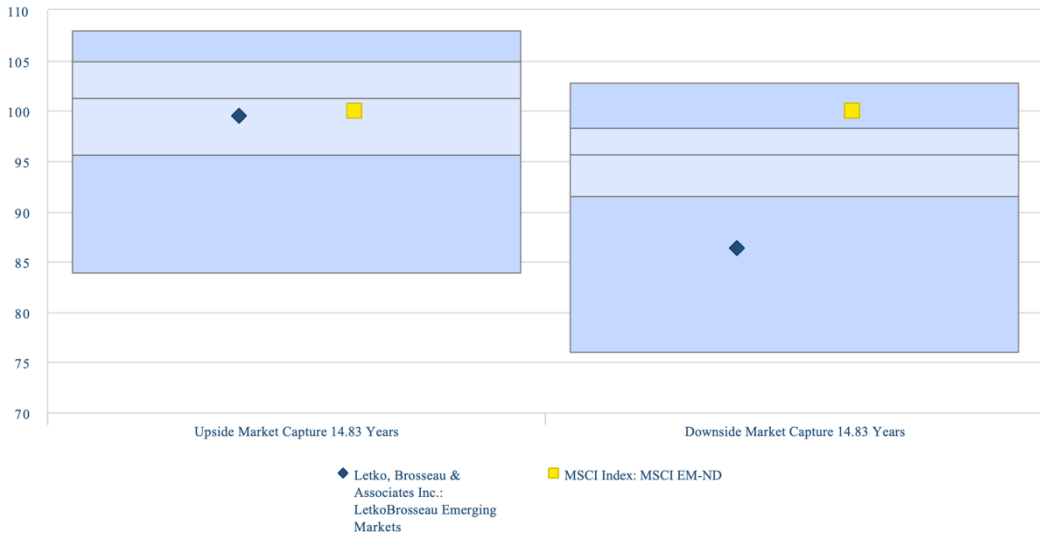 110
105
100
95
90
85
80
75
70
Upside Market Capture 14.83 Years
Downside Market Capture 14.83 Years
Letko, Brosseau &
Associates Inc.:
LetkoBrosseau Emerging
Markets
MSCI Index: MSCI EM-ND